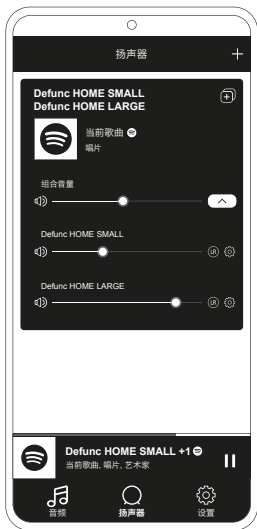 扬声器
Defunc HOME SMALL
Defunc HOME LARGE
当前歌曲
唱片
组合音量
Defunc HOME SMALL
LR
Defunc HOME LARGE
LR
Defunc HOME SMALL +1
当前歌曲, 唱片, 艺术家
音频
扬声器
设置